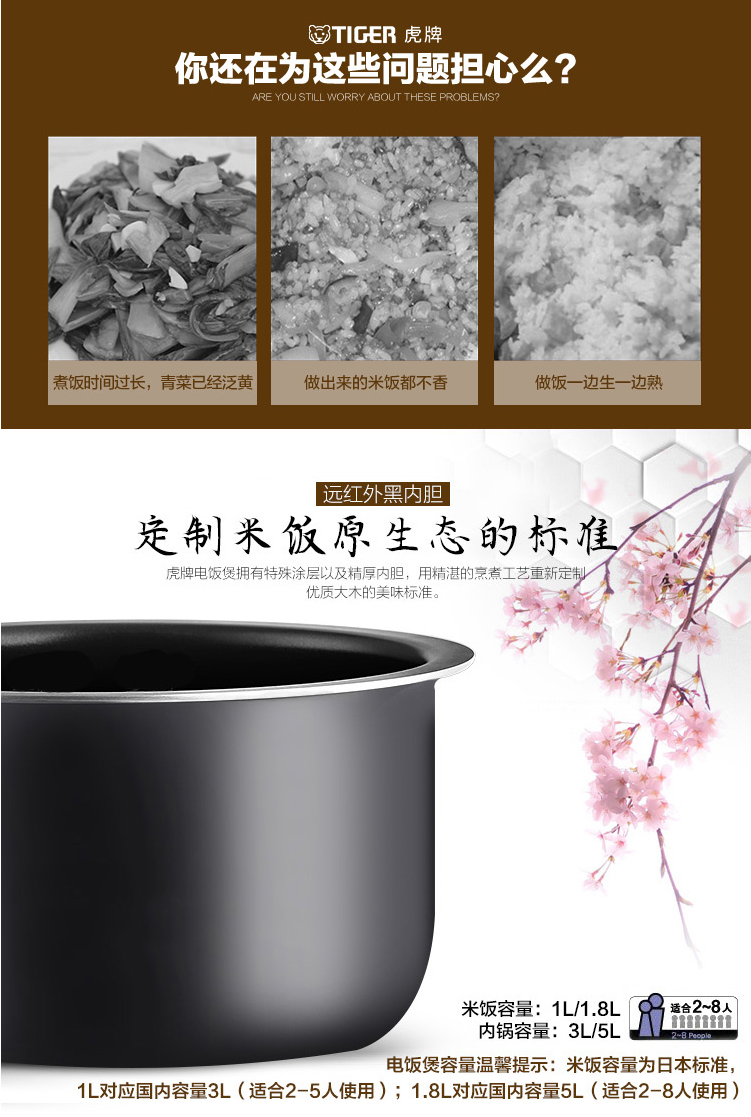 TIGER 虎牌
你还在为这些问题担心么？
ARE YOU STILL WORRY ABOUT THESE PROBLEMS?
煮饭时间过长，青菜已经泛黄
做出来的米饭都不香
做饭一边生一边熟
远红外黑内胆
定制米饭原生态的标准
虎牌电饭煲拥有特殊涂层以及精厚内胆，用精湛的烹煮工艺重新定制
优质大木的美味标准。
米饭容量：1L/1.8L
内锅容量：3L/5L
适合2~8人
2~8 People
电饭煲容量温馨提示：米饭容量为日本标准，
1L对应国内容量3L（适合2-5人使用）；1.8L对应国内容量5L（适合2-8人使用）